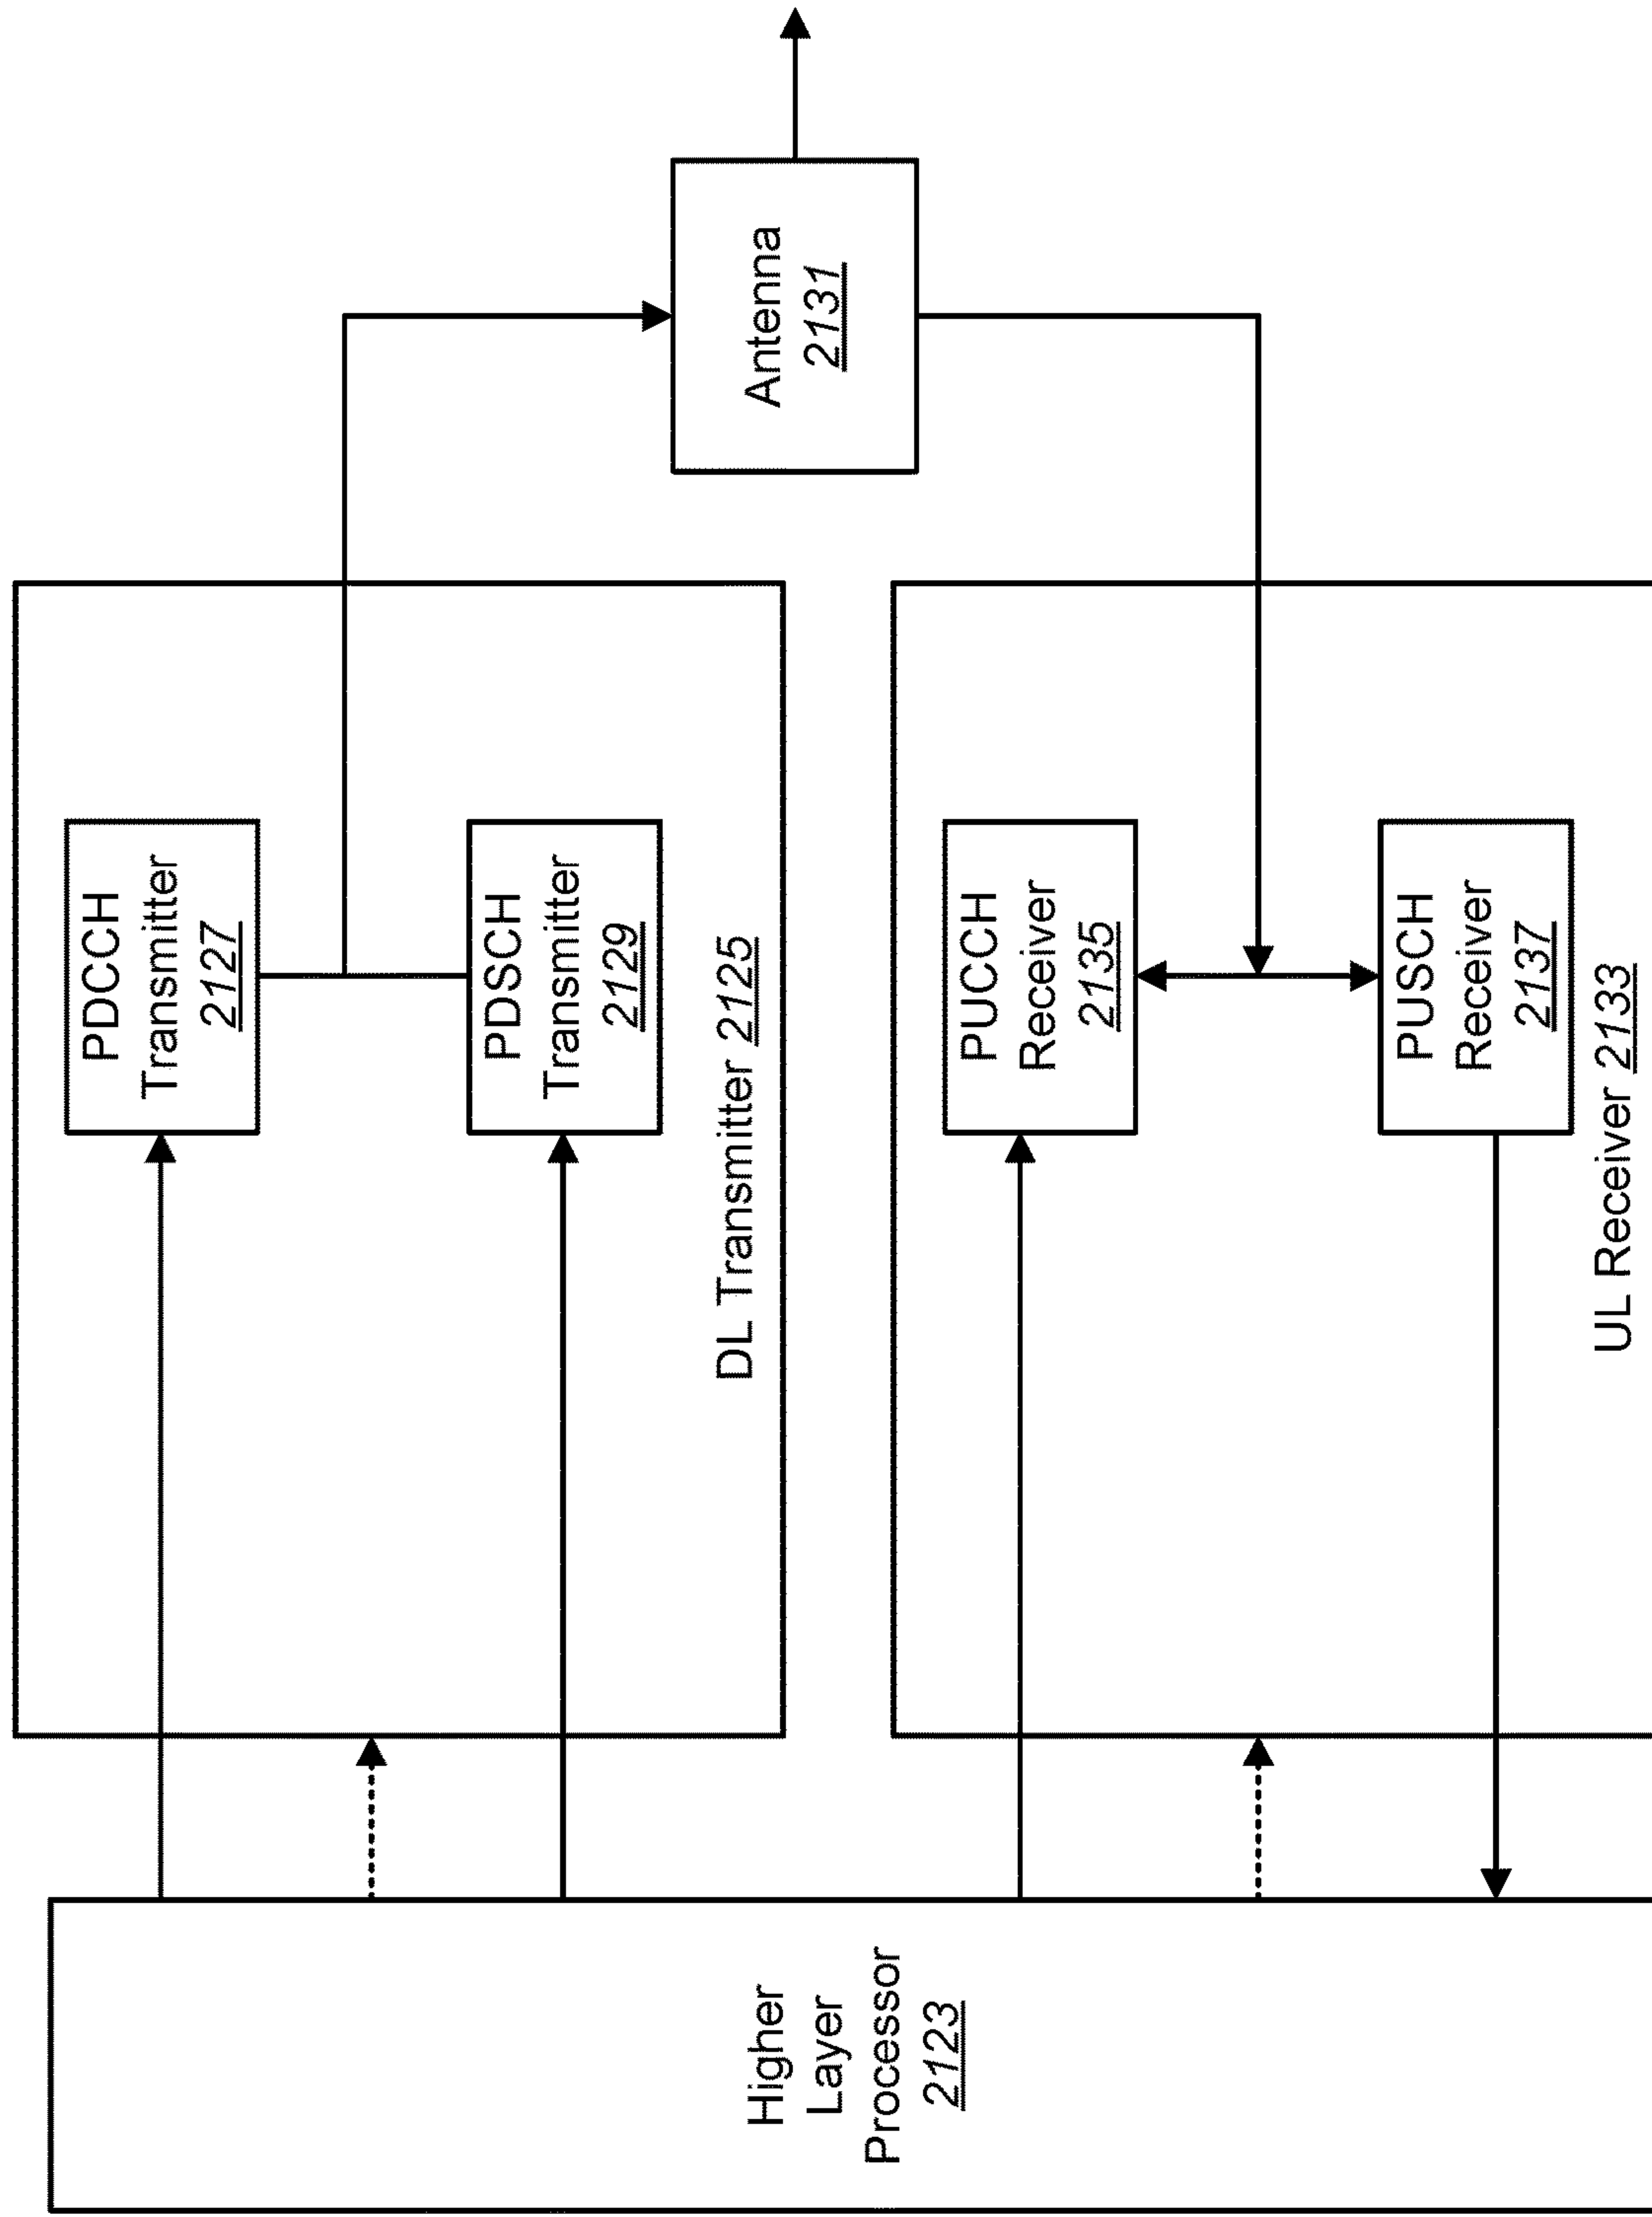 Higher
Layer
Processor
2123
PDCCH
Transmitter
2127
PDSCH
Transmitter
2129
DL Transmitter 2125
PUCCH
Receiver
2135
PUSCH
Receiver
2137
UL Receiver 2133
Antenna
2131